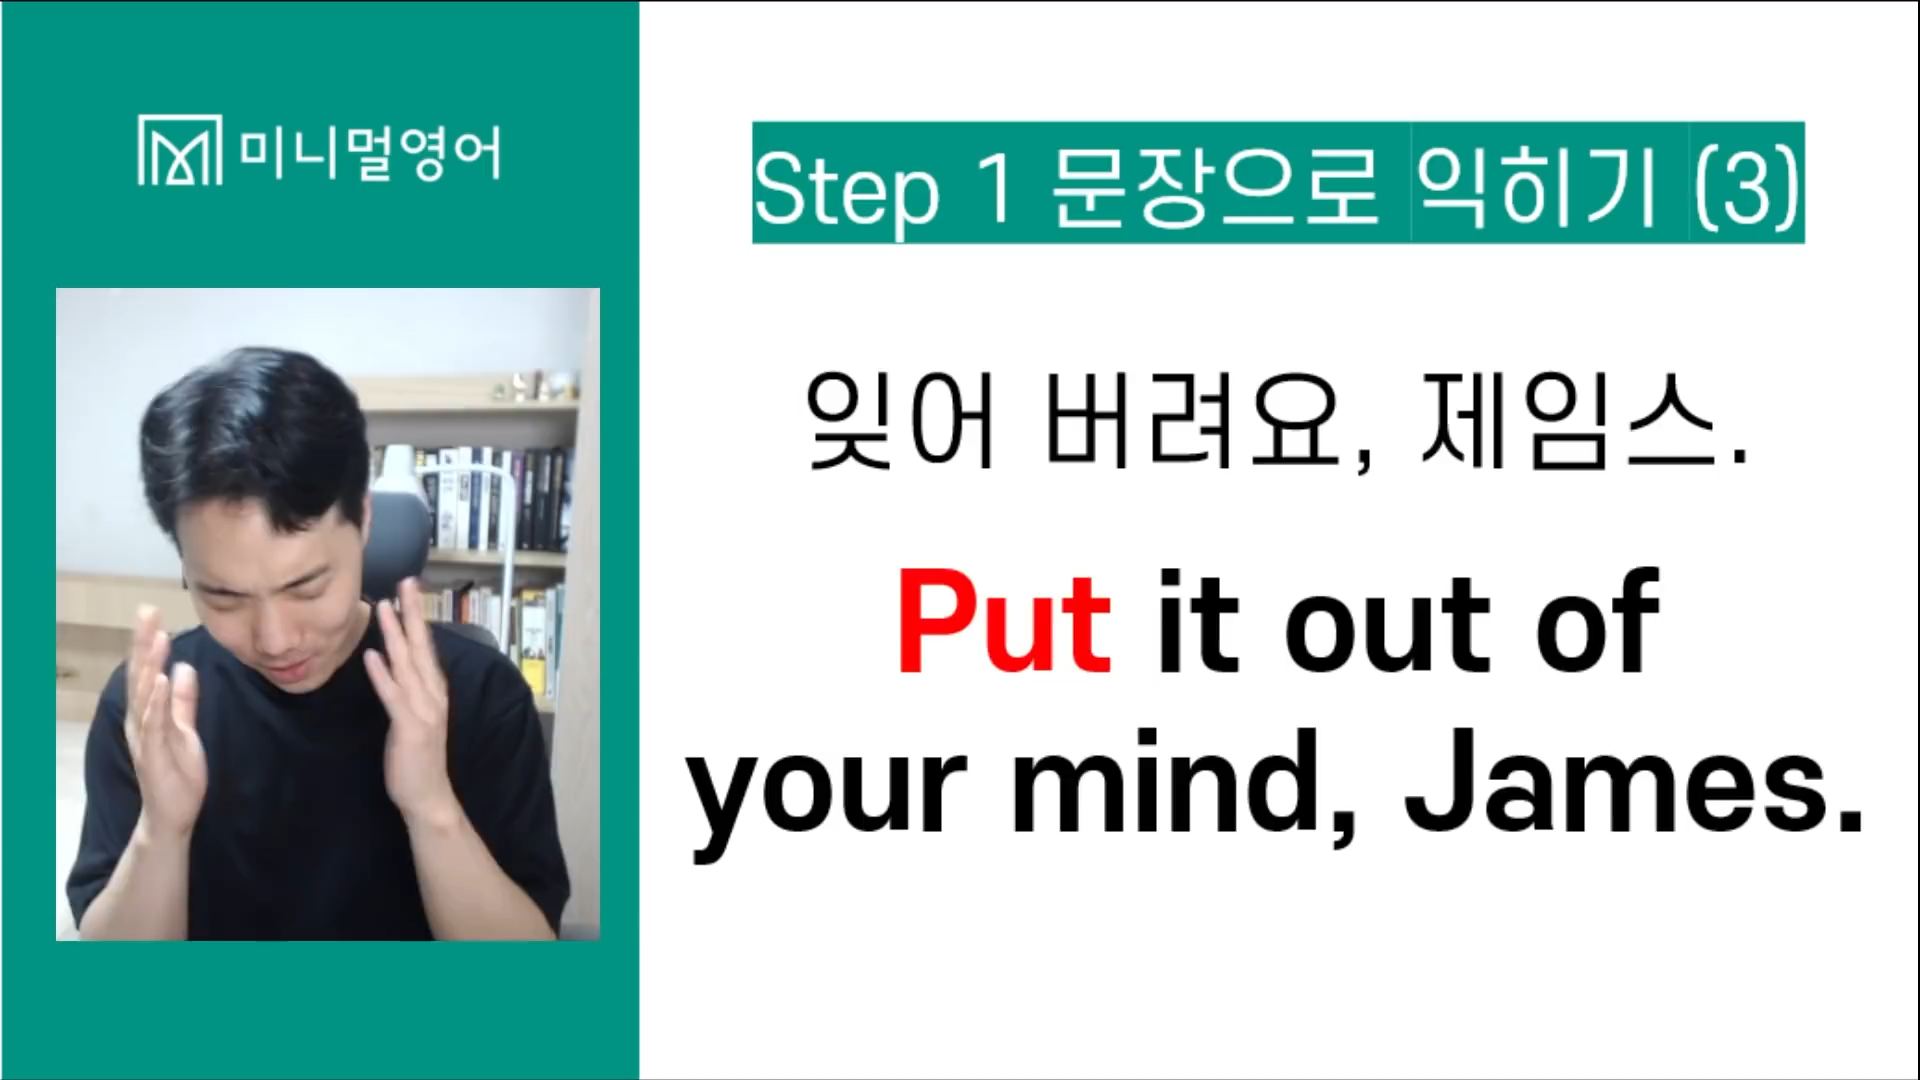 미니멀영어
Step 1 문장으로 익히기 (3)
잊어 버려요, 제임스.
Put it out of
your mind, James.